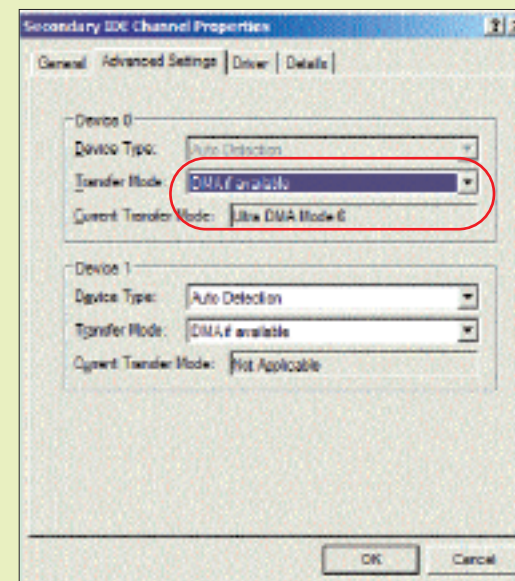 Secondary IDE Channel Properties
General Advanced Settings Driver Details
Device 0
Device Type: Auto Detection
Transfer Mode: DMA if available
Current Transfer Mode: Ultra DMA Mode 6
Device 1
Device Type: Auto Detection
Transfer Mode: DMA if available
Current Transfer Mode: Not Applicable
OK Cancel